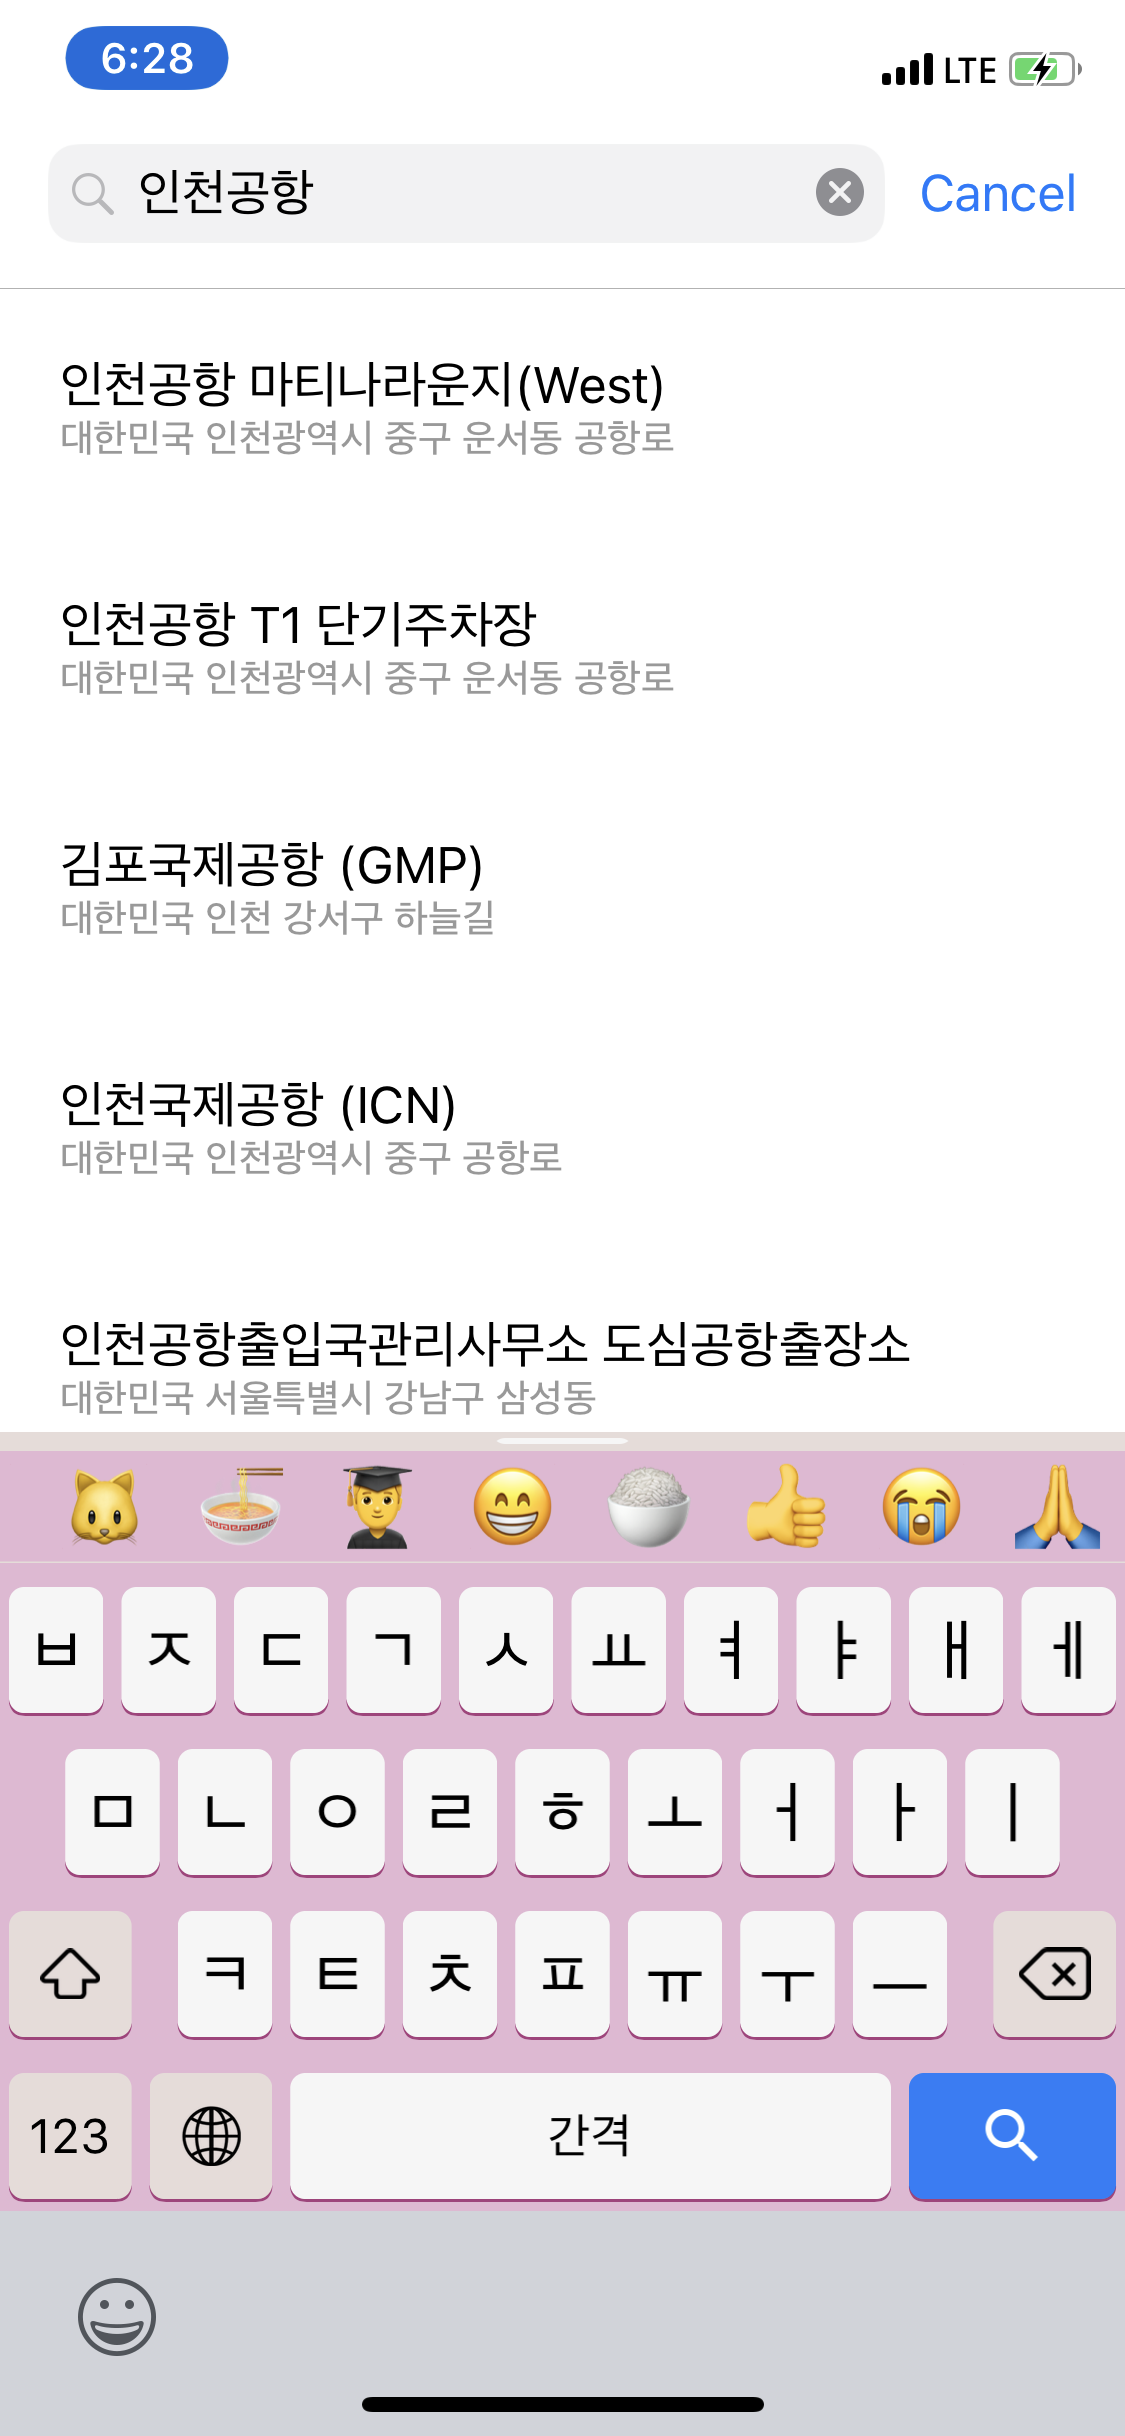 6:28
LTE
인천공항
Cancel
인천공항 마티나라운지(West)
대한민국 인천광역시 중구 운서동 공항로
인천공항 T1 단기주차장
대한민국 인천광역시 중구 운서동 공항로
김포국제공항 (GMP)
대한민국 인천 강서구 하늘길
인천국제공항 (ICN)
대한민국 인천광역시 중구 공항로
인천공항출입국관리사무소 도심공항출장소
대한민국 서울특별시 강남구 삼성동
ㅂ ㅈ ㄷ ㄱ ㅅ ㅛ ㅕ ㅑ ㅐ ㅔ
ㅁ ㄴ ㅇ ㄹ ㅎ ㅗ ㅓ ㅏ ㅣ
ㅋ ㅌ ㅊ ㅍ ㅠ ㅜ ㅡ
123
간격